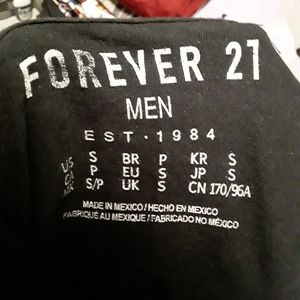 FOREVER 21
MEN
EST·1984
US S BR P KR S
CA P EU S JP S
S/P UK S CN 170/96A
MADE IN MEXICO/HECHO EN MEXICO
FABRIQUÉ AU MEXIQUE/FABRICADO NO MÉXICO